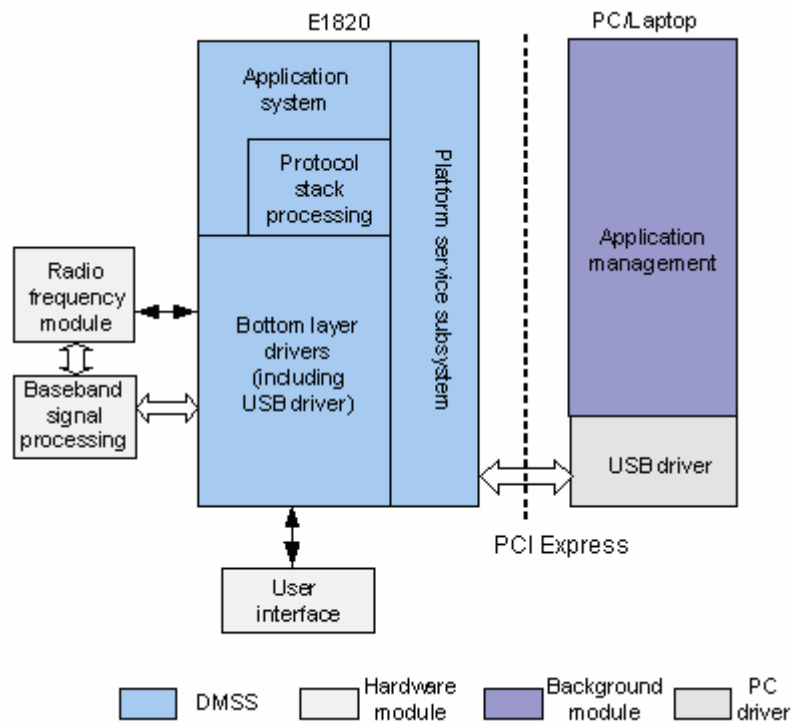 E1820
PC/Laptop
Application
system
Protocol
stack
processing
Platform service subsystem
Application
management
Radio
frequency
module
Bottom layer
drivers
(including
USB driver)
Baseband
signal
processing
USB driver
PCI Express
User
interface
DMSS
Hardware
module
Background
module
PC
driver